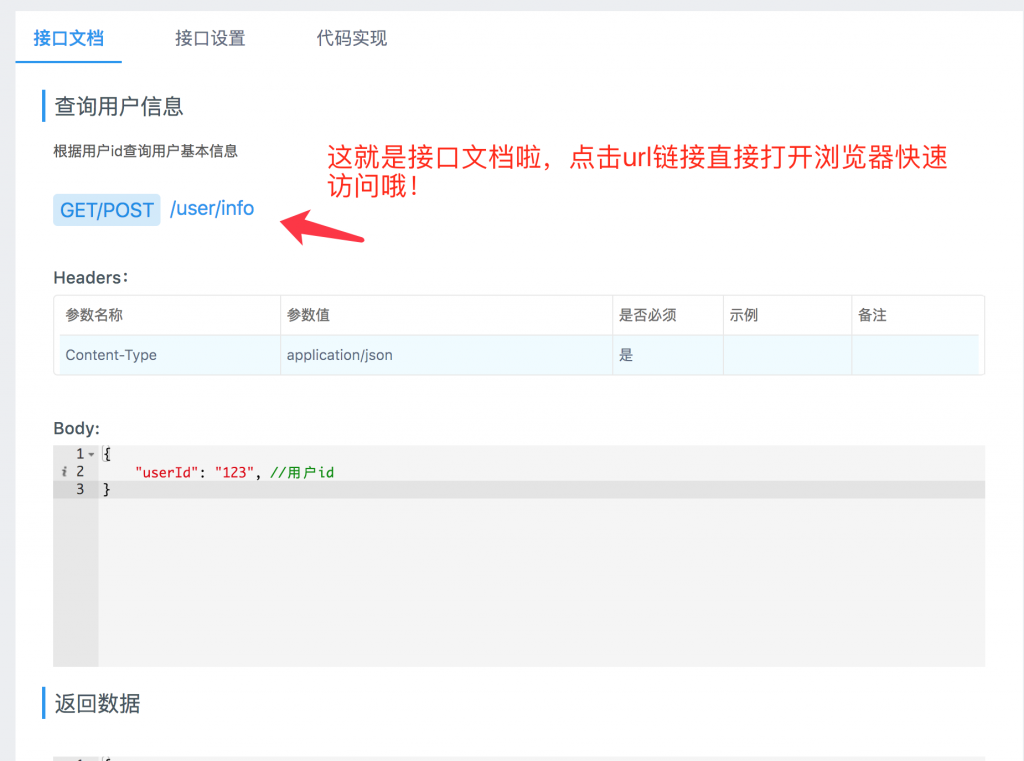 接口文档 接口设置 代码实现
查询用户信息
根据用户id查询用户基本信息
这就是接口文档啦，点击url链接直接打开浏览器快速
访问哦！
GET/POST /user/info
Headers：
参数名称 参数值 是否必须 示例 备注
Content-Type application/json 是
Body:
1 {
i 2 "userId": "123", //用户id
3 }
返回数据
1 {